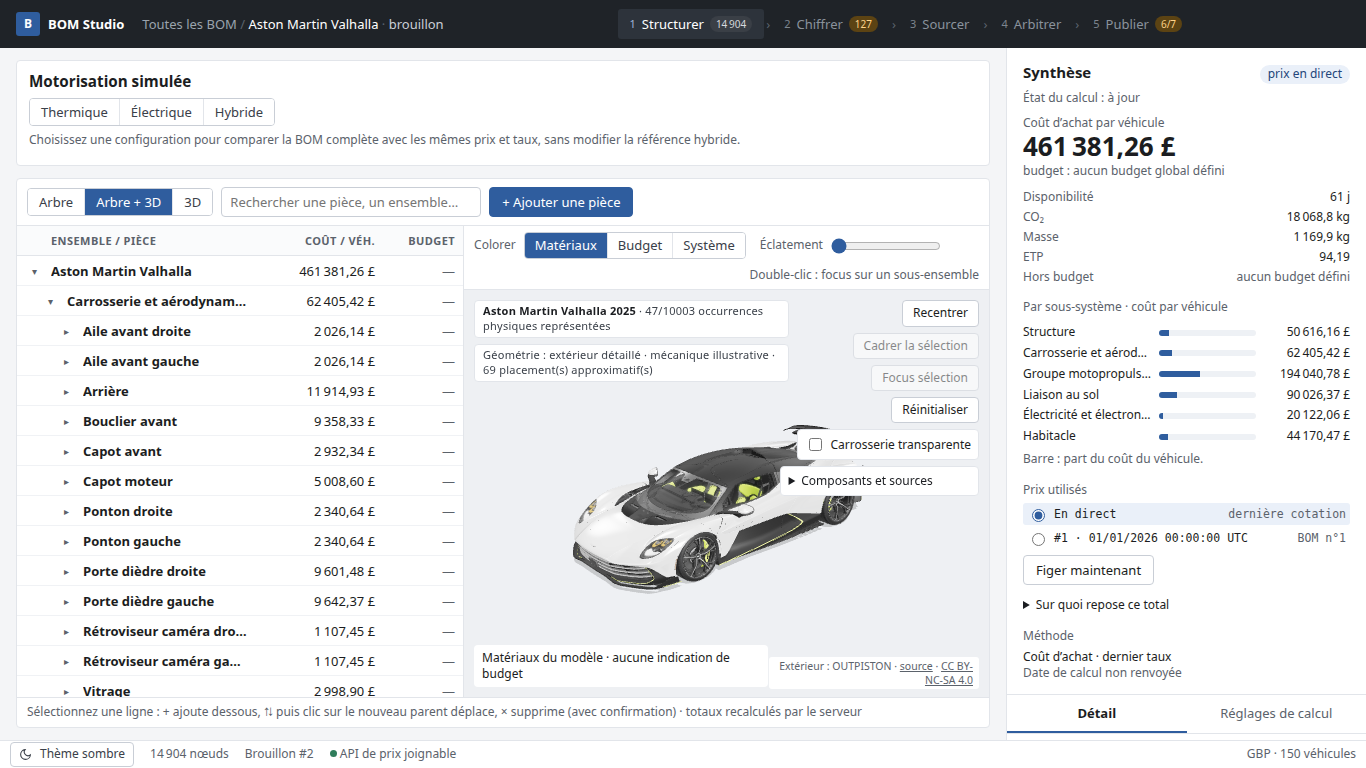 B BOM Studio Toutes les BOM / Aston Martin Valhalla · brouillon 1 Structurer 14 904 › 2 Chiffrer 127 › 3 Sourcer › 4 Arbitrer › 5 Publier 6/7
Motorisation simulée
Thermique Électrique Hybride
Choisissez une configuration pour comparer la BOM complète avec les mêmes prix et taux, sans modifier la référence hybride.
Arbre Arbre + 3D 3D Rechercher une pièce, un ensemble... + Ajouter une pièce
ENSEMBLE / PIÈCE COÛT / VÉH. BUDGET
Aston Martin Valhalla 461 381,26 £ —
Carrosserie et aérodynam... 62 405,42 £ —
Aile avant droite 2 026,14 £ —
Aile avant gauche 2 026,14 £ —
Arrière 11 914,93 £ —
Bouclier avant 9 358,33 £ —
Capot avant 2 932,34 £ —
Capot moteur 5 008,60 £ —
Ponton droite 2 340,64 £ —
Ponton gauche 2 340,64 £ —
Porte dièdre droite 9 601,48 £ —
Porte dièdre gauche 9 642,37 £ —
Rétroviseur caméra dro... 1 107,45 £ —
Rétroviseur caméra ga... 1 107,45 £ —
Vitrage 2 998,90 £ —
Colorer Matériaux Budget Système Éclatement
Double-clic : focus sur un sous-ensemble
Aston Martin Valhalla 2025 · 47/10003 occurrences
physiques représentées
Géométrie : extérieur détaillé · mécanique illustrative ·
69 placement(s) approximatif(s)
Recentrer
Cadrer la sélection
Focus sélection
Réinitialiser
Carrosserie transparente
Composants et sources
Matériaux du modèle · aucune indication de
budget
Extérieur : OUTPISTON · source · CC BY-
NC-SA 4.0
Sélectionnez une ligne : + ajoute dessous, ⇅ puis clic sur le nouveau parent déplace, × supprime (avec confirmation) · totaux recalculés par le serveur
Synthèse prix en direct
État du calcul : à jour
Coût d'achat par véhicule
461 381,26 £
budget : aucun budget global défini
Disponibilité 61 j
CO₂ 18 068,8 kg
Masse 1 169,9 kg
ETP 94,19
Hors budget aucun budget défini
Par sous-système · coût par véhicule
Structure 50 616,16 £
Carrosserie et aérod... 62 405,42 £
Groupe motopropuls... 194 040,78 £
Liaison au sol 90 026,37 £
Électricité et électron... 20 122,06 £
Habitacle 44 170,47 £
Barre : part du coût du véhicule.
Prix utilisés
En direct dernière cotation
#1 · 01/01/2026 00:00:00 UTC BOM n°1
Figer maintenant
Sur quoi repose ce total
Méthode
Coût d'achat · dernier taux
Date de calcul non renvoyée
Détail Réglages de calcul
Thème sombre 14 904 nœuds Brouillon #2 API de prix joignable GBP · 150 véhicules